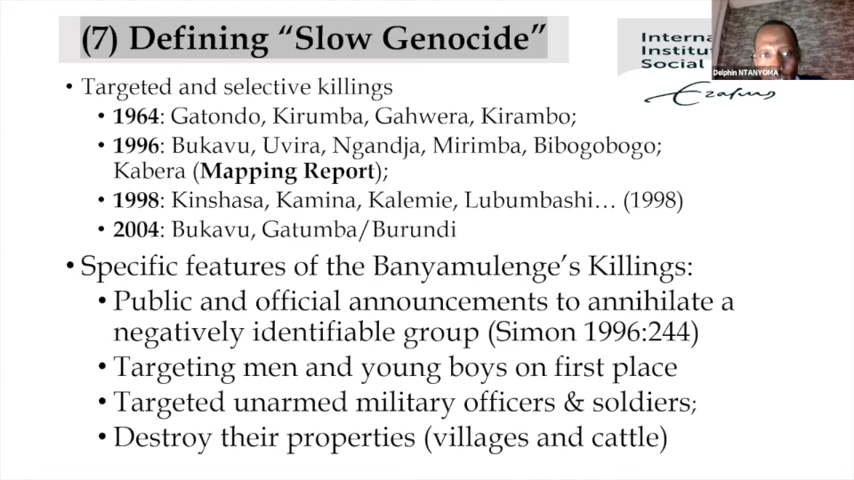 (7) Defining “Slow Genocide”
Interna
Institu
Social
Delphin NTANYOMA
Erasmus
• Targeted and selective killings
• 1964: Gatondo, Kirumba, Gahwera, Kirambo;
• 1996: Bukavu, Uvira, Ngandja, Mirimba, Bibogobogo;
Kabera (Mapping Report);
• 1998: Kinshasa, Kamina, Kalemie, Lubumbashi… (1998)
• 2004: Bukavu, Gatumba/Burundi
• Specific features of the Banyamulenge’s Killings:
• Public and official announcements to annihilate a
negatively identifiable group (Simon 1996:244)
• Targeting men and young boys on first place
• Targeted unarmed military officers & soldiers;
• Destroy their properties (villages and cattle)